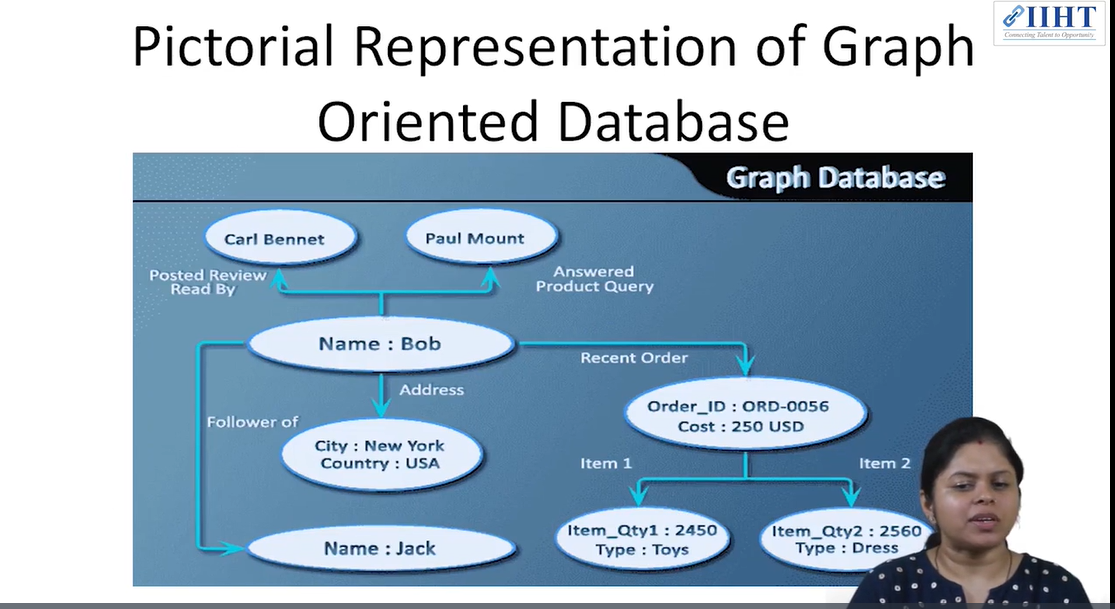 IIHT
Connecting Talent to Opportunity
Pictorial Representation of Graph
Oriented Database
Graph Database
Carl Bennet
Paul Mount
Posted Review
Read By
Answered
Product Query
Name : Bob
Recent Order
Address
Order_ID : ORD-0056
Cost : 250 USD
Follower of
City : New York
Country : USA
Item 1
Item 2
Item_Qty1 : 2450
Type : Toys
Item_Qty2 : 2560
Type : Dress
Name : Jack